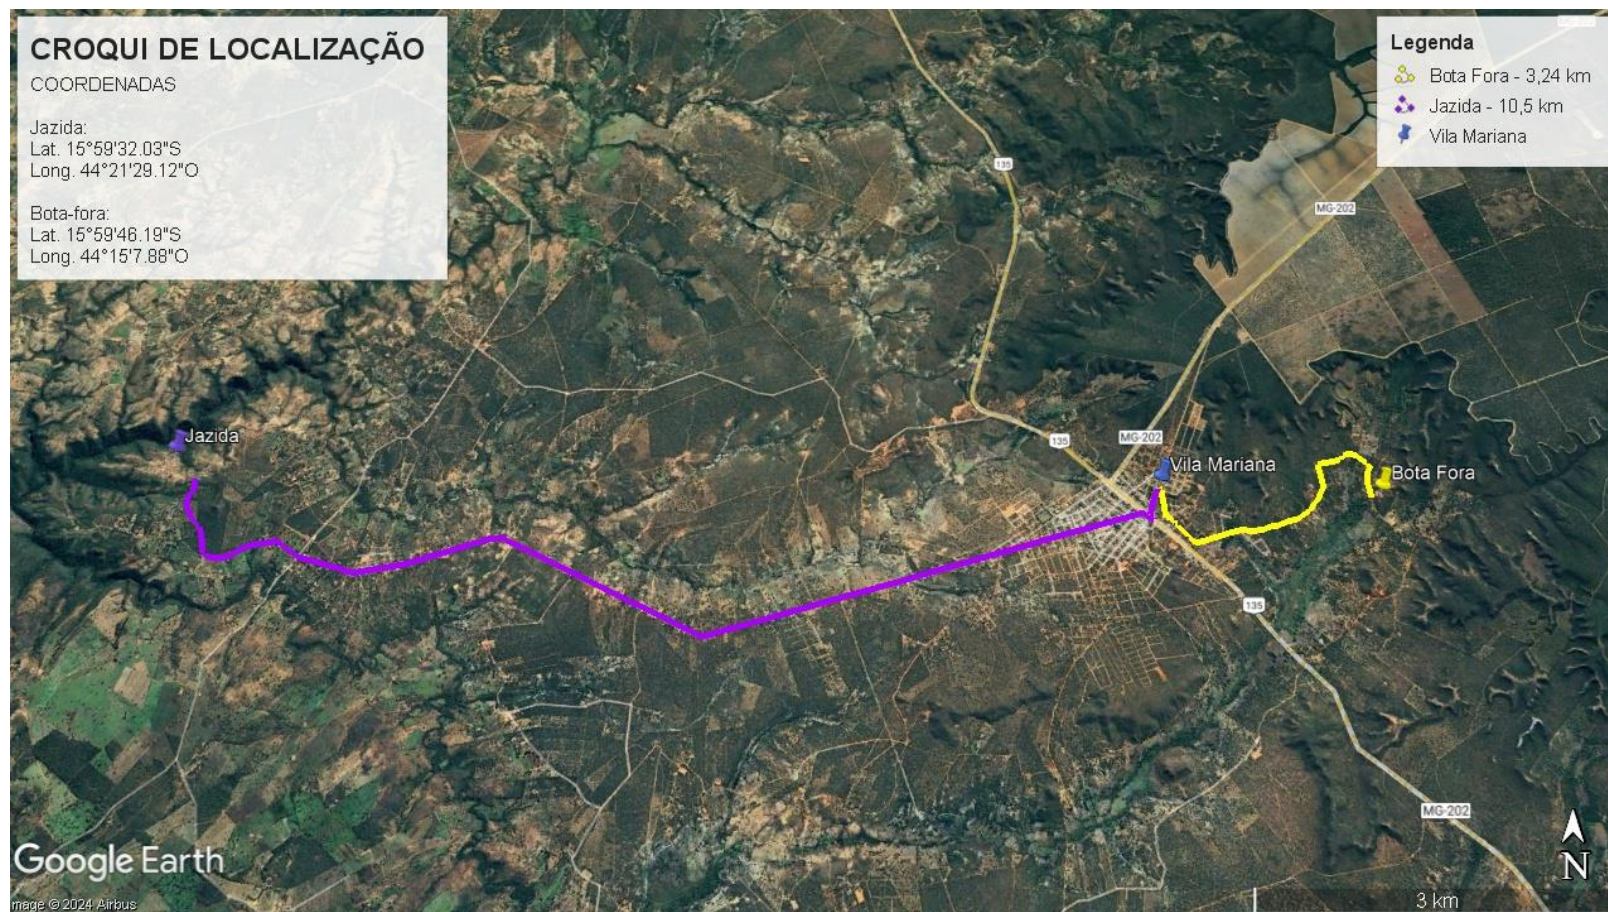 CROQUI DE LOCALIZAÇÃO
COORDENADAS
Jazida:
Lat. 15°59'32.03"S
Long. 44°21'29.12"O
Bota-fora:
Lat. 15°59'46.19"S
Long. 44°15'7.88"O
Legenda
Bota Fora - 3,24 km
Jazida - 10,5 km
Vila Mariana
135
MG-202
Jazida
135
MG-202
Vila Mariana
Bota Fora
135
MG-202
Google Earth
mage © 2024 Airbus
N
3 km